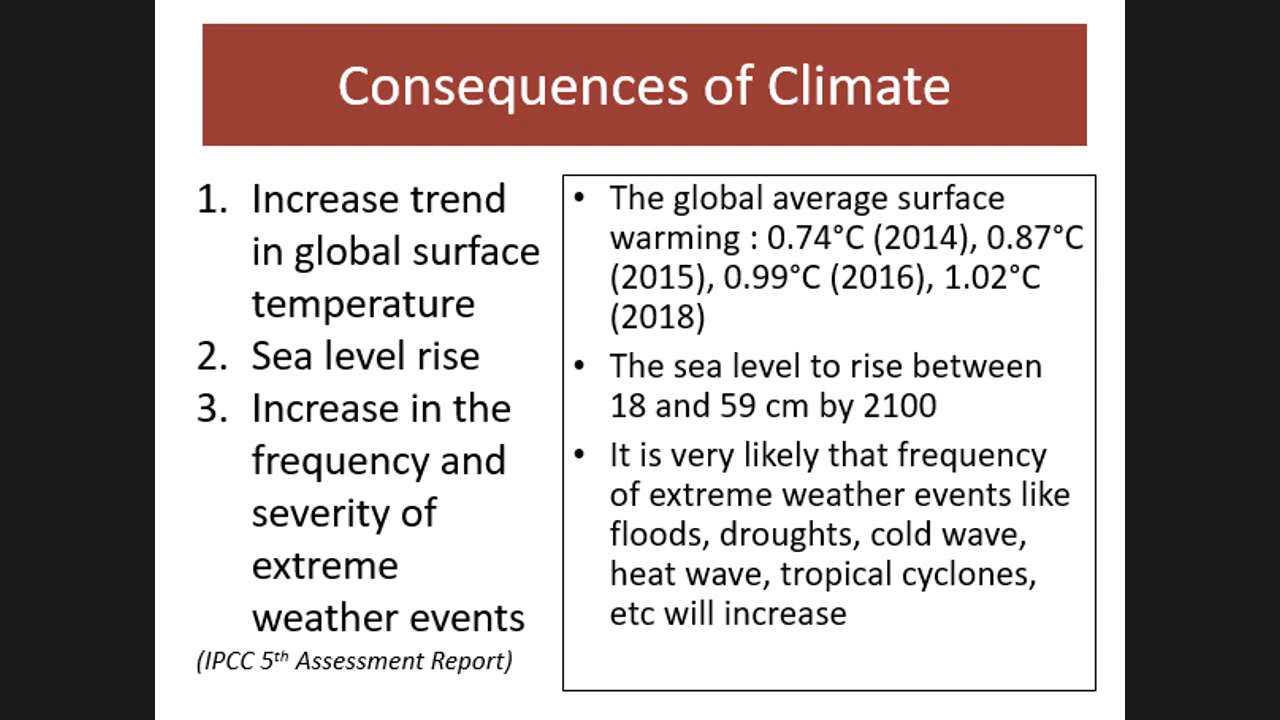 Consequences of Climate
1. Increase trend
in global surface
temperature
2. Sea level rise
3. Increase in the
frequency and
severity of
extreme
weather events
(IPCC 5th Assessment Report)
• The global average surface
warming : 0.74°C (2014), 0.87°C
(2015), 0.99°C (2016), 1.02°C
(2018)
• The sea level to rise between
18 and 59 cm by 2100
• It is very likely that frequency
of extreme weather events like
floods, droughts, cold wave,
heat wave, tropical cyclones,
etc will increase